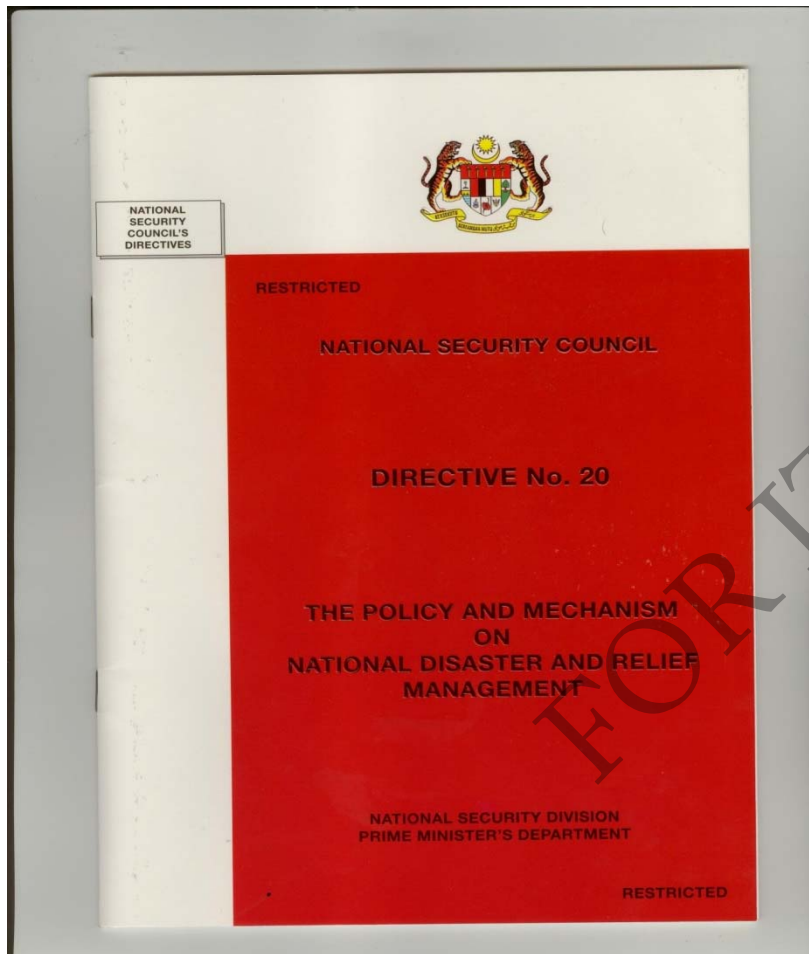 NATIONAL
SECURITY
COUNCIL'S
DIRECTIVES
RESTRICTED
NATIONAL SECURITY COUNCIL
DIRECTIVE No. 20
THE POLICY AND MECHANISM
ON
NATIONAL DISASTER AND RELIEF
MANAGEMENT
NATIONAL SECURITY DIVISION
PRIME MINISTER'S DEPARTMENT
RESTRICTED
FOR